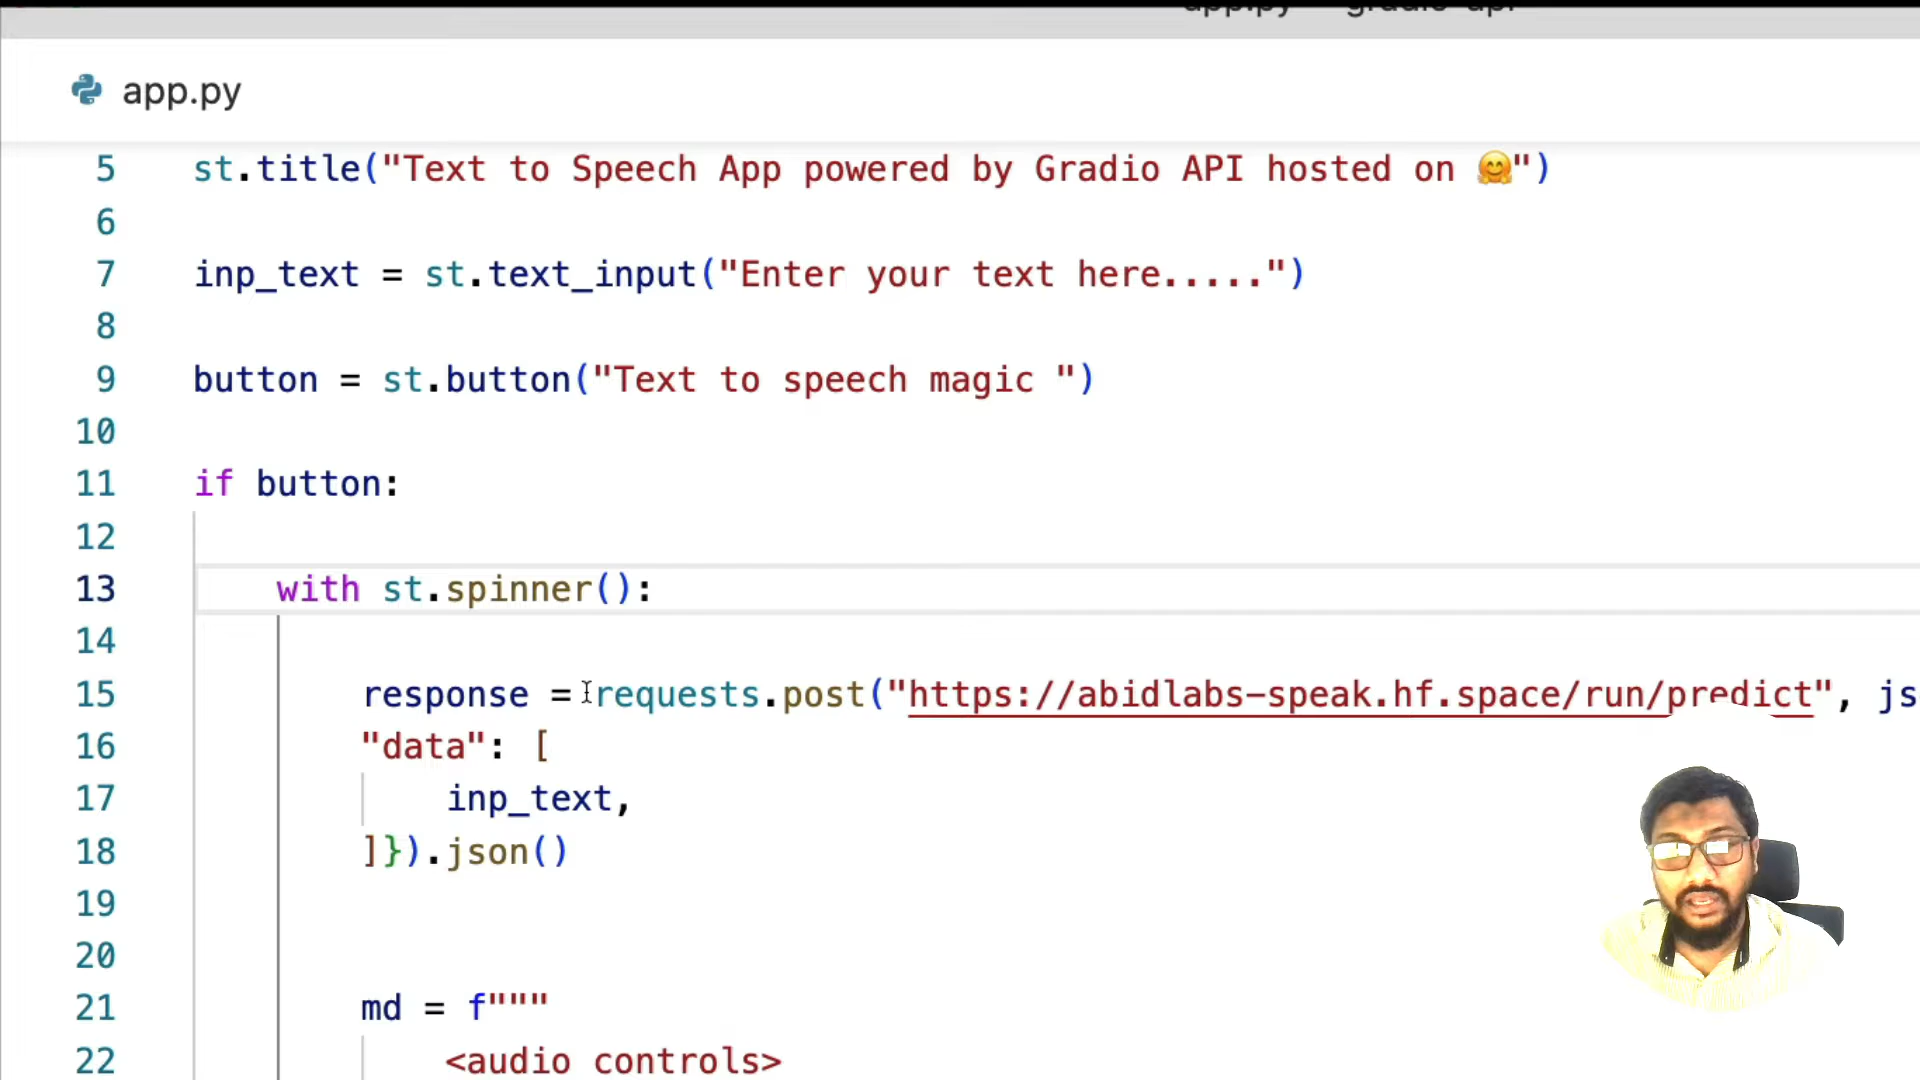 app.py
5 st.title("Text to Speech App powered by Gradio API hosted on 🤗")
6
7 inp_text = st.text_input("Enter your text here.....")
8
9 button = st.button("Text to speech magic ")
10
11 if button:
12
13 with st.spinner():
14
15 response = requests.post("https://abidlabs-speak.hf.space/run/predict", js
16 "data": [
17 inp_text,
18 ]}).json()
19
20
21 md = f"""
22 <audio controls>